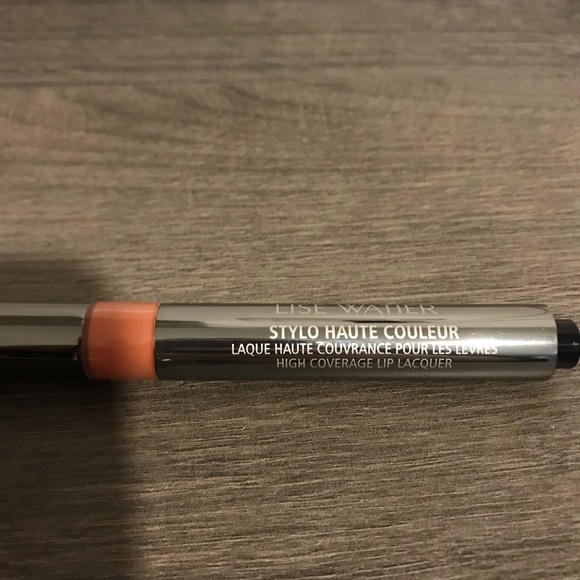 LISE WATIER
STYLO HAUTE COULEUR
LAQUE HAUTE COUVRANCE POUR LES LÈVRES
HIGH COVERAGE LIP LACQUER